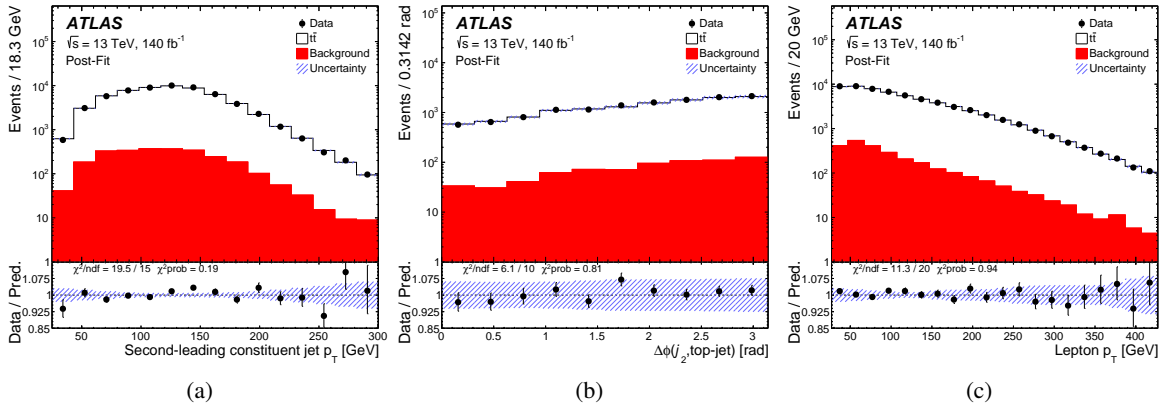 ATLAS
√s = 13 TeV, 140 fb⁻¹
Post-Fit
Data
tt̄
Background
Uncertainty
Events / 18.3 GeV
10⁵
10⁴
10³
10²
10
1
χ²/ndf = 19.5 / 15 χ²prob = 0.19
Data / Pred.
1.075
1
0.925
0.85
50 100 150 200 250 300
Second-leading constituent jet p_T [GeV]
(a)
ATLAS
√s = 13 TeV, 140 fb⁻¹
Post-Fit
Data
tt̄
Background
Uncertainty
Events / 0.3142 rad
10⁵
10⁴
10³
10²
10
1
χ²/ndf = 6.1 / 10 χ²prob = 0.81
Data / Pred.
1.075
1
0.925
0.85
0 0.5 1 1.5 2 2.5 3
Δϕ(j₂,top-jet) [rad]
(b)
ATLAS
√s = 13 TeV, 140 fb⁻¹
Post-Fit
Data
tt̄
Background
Uncertainty
Events / 20 GeV
10⁵
10⁴
10³
10²
10
1
χ²/ndf = 11.3 / 20 χ²prob = 0.94
Data / Pred.
1.075
1
0.925
0.85
50 100 150 200 250 300 350 400
Lepton p_T [GeV]
(c)